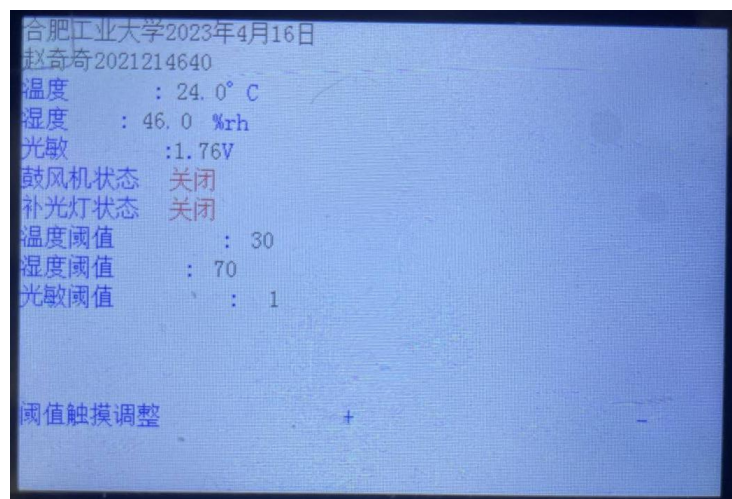 合肥工业大学2023年4月16日
赵奇奇2021214640
温度 : 24.0° C
湿度 : 46.0 %rh
光敏 :1.76V
鼓风机状态 关闭
补光灯状态 关闭
温度阈值 : 30
湿度阈值 : 70
光敏阈值 : 1
阈值触摸调整 + -